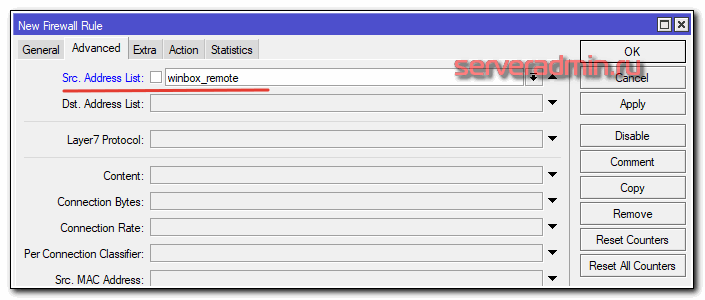 New Firewall Rule
General Advanced Extra Action Statistics
Src. Address List: winbox_remote
Dst. Address List:
Layer7 Protocol:
Content:
Connection Bytes:
Connection Rate:
Per Connection Classifier:
Src. MAC Address:
OK
serveradmin.ru
Cancel
Apply
Disable
Comment
Copy
Remove
Reset Counters
Reset All Counters